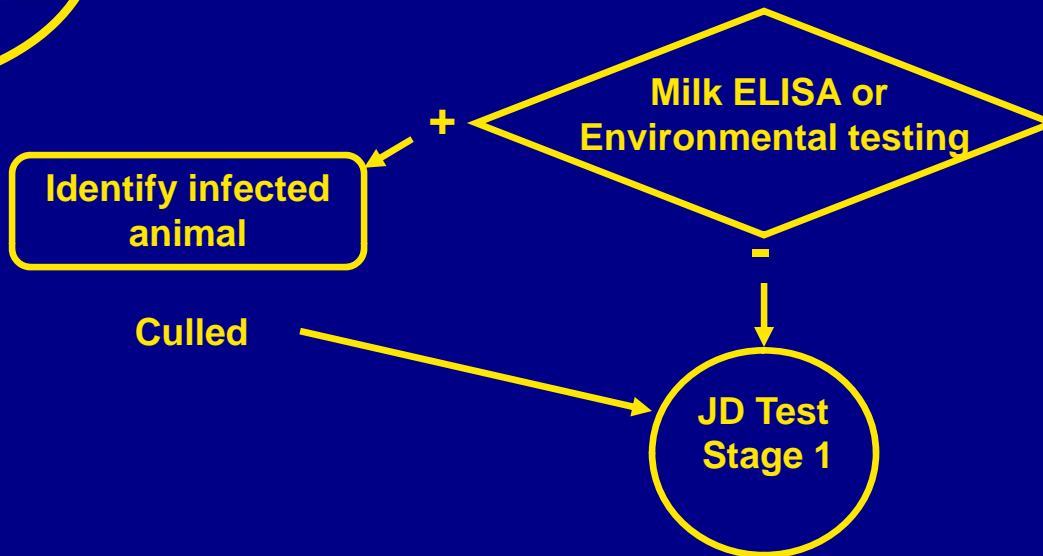 Milk ELISA or
Environmental testing
+
Identify infected
animal
-
Culled
JD Test
Stage 1